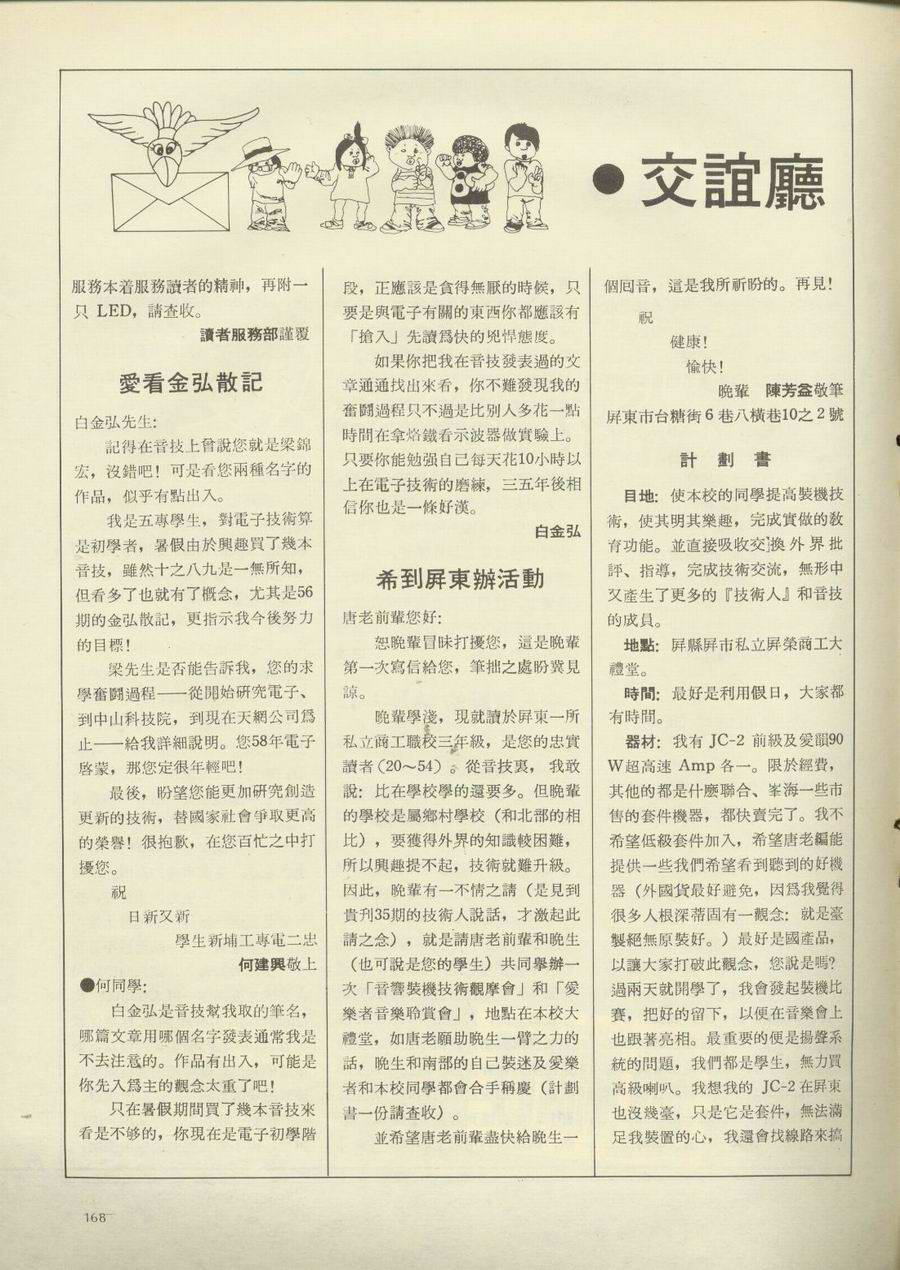 ●交誼廳
服務本着服務讀者的精神，再附一
只 LED，請查收。
讀者服務部謹覆
愛看金弘散記
白金弘先生：
記得在音技上曾說您就是梁錦
宏，沒錯吧！可是看您兩種名字的
作品，似乎有點出入。
我是五專學生，對電子技術算
是初學者，暑假由於興趣買了幾本
音技，雖然十之八九是一無所知，
但看多了也就有了概念，尤其是56
期的金弘散記，更指示我今後努力
的目標！
梁先生是否能告訴我，您的求
學奮鬪過程——從開始研究電子、
到中山科技院，到現在天網公司爲
止——給我詳細說明。您58年電子
啓蒙，那您定很年輕吧！
最後，盼望您能更加研究創造
更新的技術，替國家社會爭取更高
的榮譽！很抱歉，在您百忙之中打
擾您。
祝
日新又新
學生新埔工專電二忠
何建興敬上
●何同學：
白金弘是音技幫我取的筆名，
哪篇文章用哪個名字發表通常我是
不去注意的。作品有出入，可能是
你先入爲主的觀念太重了吧！
只在暑假期間買了幾本音技來
看是不够的，你現在是電子初學階
段，正應該是貪得無厭的時候，只
要是與電子有關的東西你都應該有
「搶入」先讀爲快的兇悍態度。
如果你把我在音技發表過的文
章通通找出來看，你不難發現我的
奮鬪過程只不過是比別人多花一點
時間在拿烙鐵看示波器做實驗上。
只要你能勉强自己每天花10小時以
上在電子技術的磨練，三五年後相
信你也是一條好漢。
白金弘
希到屏東辦活動
唐老前輩您好：
恕晚輩冒昧打擾您，這是晚輩
第一次寫信給您，筆拙之處盼冀見
諒。
晚輩學淺，現就讀於屏東一所
私立商工職校三年級，是您的忠實
讀者（20～54）。從音技裏，我敢
說：比在學校學的還要多。但晚輩
的學校是屬鄉村學校（和北部的相
比），要獲得外界的知識較困難，
所以興趣提不起，技術就難升級。
因此，晚輩有一不情之請（是見到
貴刊35期的技術人說話，才激起此
請之念），就是請唐老前輩和晚生
（也可說是您的學生）共同舉辦一
次「音響裝機技術觀摩會」和「愛
樂者音樂聆賞會」，地點在本校大
禮堂，如唐老願助晚生一臂之力的
話，晚生和南部的自己裝迷及愛樂
者和本校同學都會合手稱慶（計劃
書一份請查收）。
並希望唐老前輩盡快給晚生一
個囘音，這是我所祈盼的。再見！
祝
健康！
愉快！
晚輩　陳芳益敬筆
屏東市台糖街6巷八橫巷10之2號
計　劃　書
目地：使本校的同學提高裝機技
術，使其明其樂趣，完成實做的敎
育功能。並直接吸收交換外界批
評、指導，完成技術交流，無形中
又產生了更多的『技術人』和音技
的成員。
地點：屏縣屏市私立屏榮商工大
禮堂。
時間：最好是利用假日，大家都
有時間。
器材：我有 JC-2 前級及愛韻90
W超高速 Amp 各一。限於經費，
其他的都是什麼聯合、峯海一些市
售的套件機器，都快賣完了。我不
希望低級套件加入，希望唐老編能
提供一些我們希望看到聽到的好機
器（外國貨最好避免，因爲我覺得
很多人根深蒂固有一觀念：就是臺
製絕無原裝好。）最好是國產品，
以讓大家打破此觀念，您說是嗎？
過兩天就開學了，我會發起裝機比
賽，把好的留下，以便在音樂會上
也跟著亮相。最重要的便是揚聲系
統的問題，我們都是學生，無力買
高級喇叭。我想我的 JC-2 在屏東
也沒幾臺，只是它是套件，無法滿
足我裝置的心，我還會找線路來搞
168